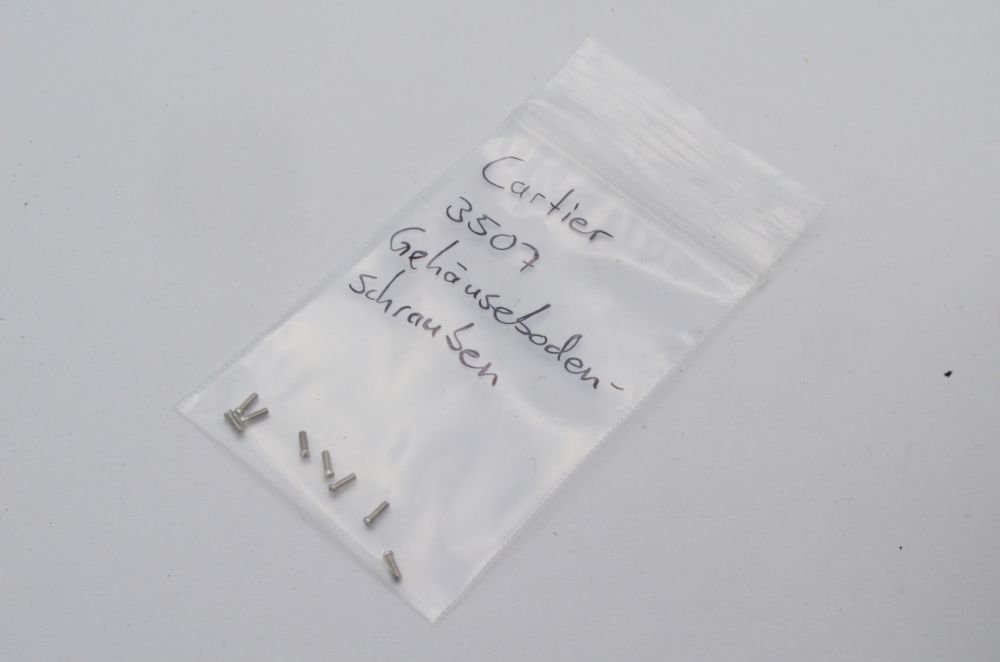 Cartier
3507
Gehäuseboden-
schrauben